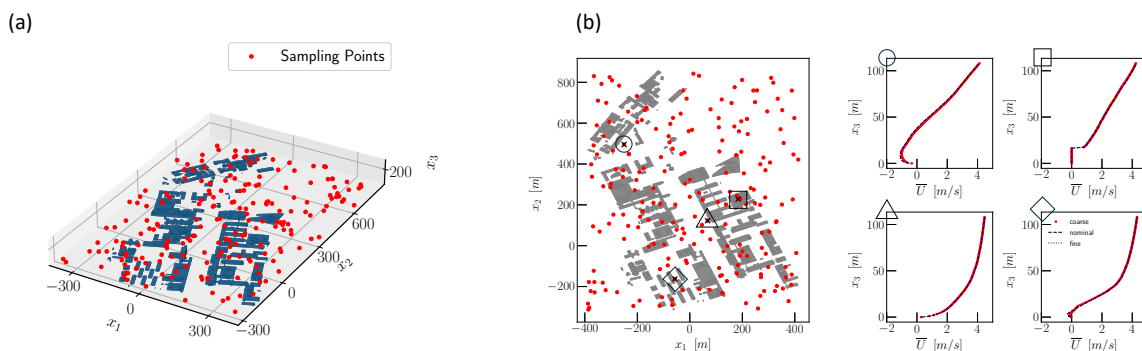 (a)
Sampling Points
200
x₃
600
300
x₂
0
−300
−300
0
300
x₁
(b)
800
600
400
200
0
−200
x₂ [m]
−400
−200
0
200
400
x₁ [m]
100
50
0
x₃ [m]
−2
0
2
4
U̅ [m/s]
100
50
0
x₃ [m]
−2
0
2
4
U̅ [m/s]
100
50
0
x₃ [m]
−2
0
2
4
U̅ [m/s]
coarse
nominal
fine
100
50
0
x₃ [m]
−2
0
2
4
U̅ [m/s]